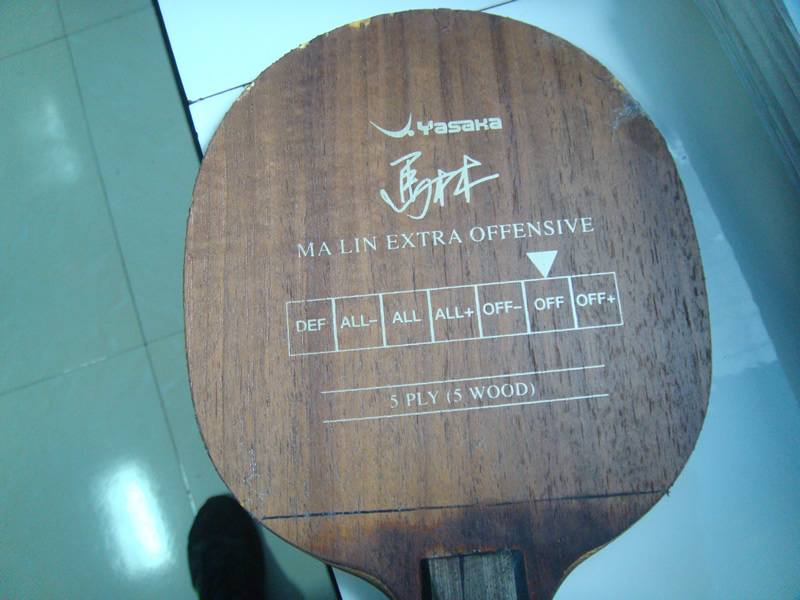 Yasaka
馬林
MA LIN EXTRA OFFENSIVE
DEF ALL- ALL ALL+ OFF- OFF OFF+
5 PLY (5 WOOD)